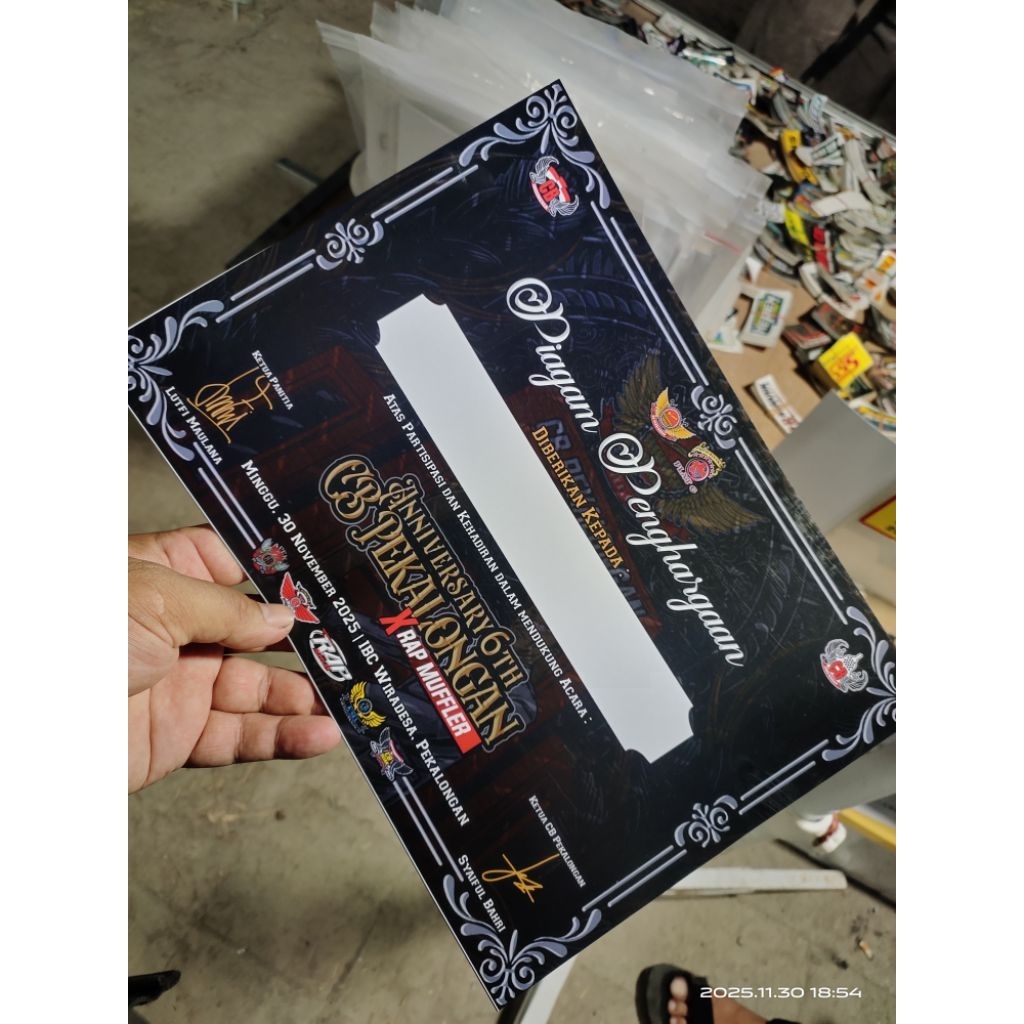 Piagam Penghargaan
Diberikan Kepada :
Atas Partisipasi dan Kehadiran dalam mendukung Acara :
Anniversary 6th
CB Pekalongan
X RAP MUFFLER
Minggu, 30 November 2025 | IBC Wiradesa, Pekalongan
Ketua Panitia
Lutfi Maulana
Ketua CB Pekalongan
Syaiful Bahri
RAP
CB
2025.11.30 18:54